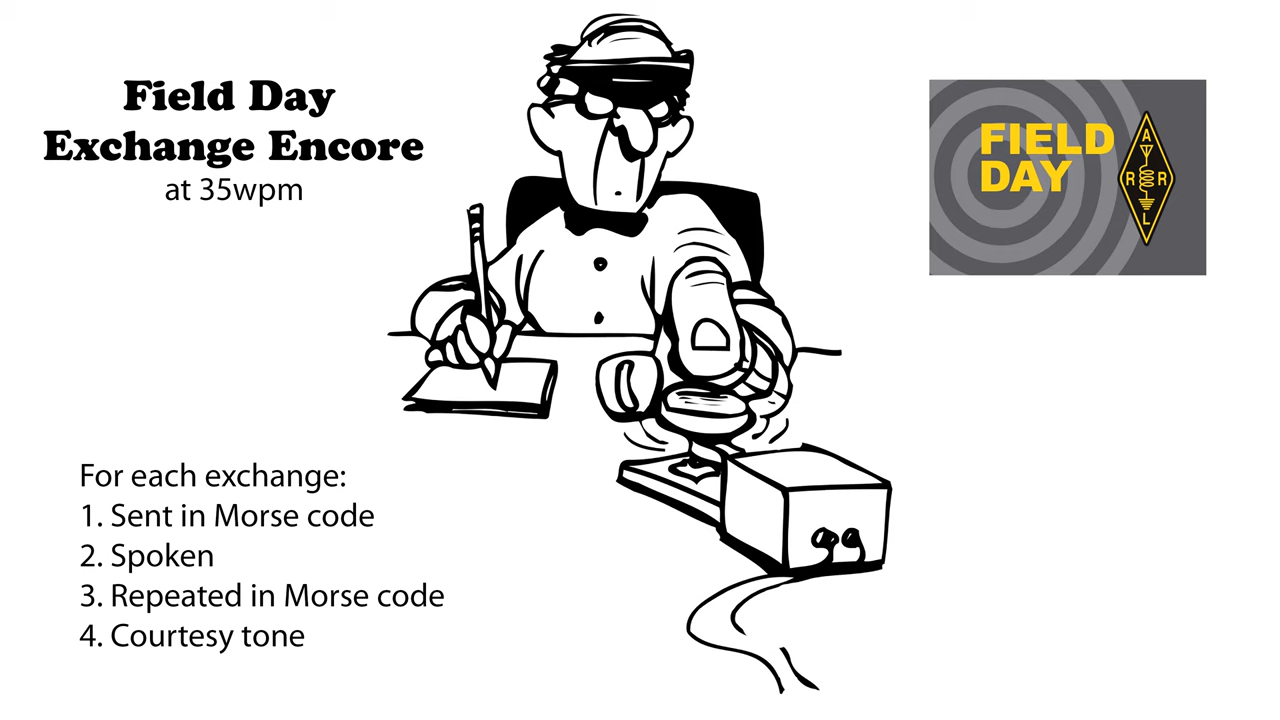 Field Day
Exchange Encore
at 35wpm
FIELD
DAY
A
R R
L
For each exchange:
1. Sent in Morse code
2. Spoken
3. Repeated in Morse code
4. Courtesy tone